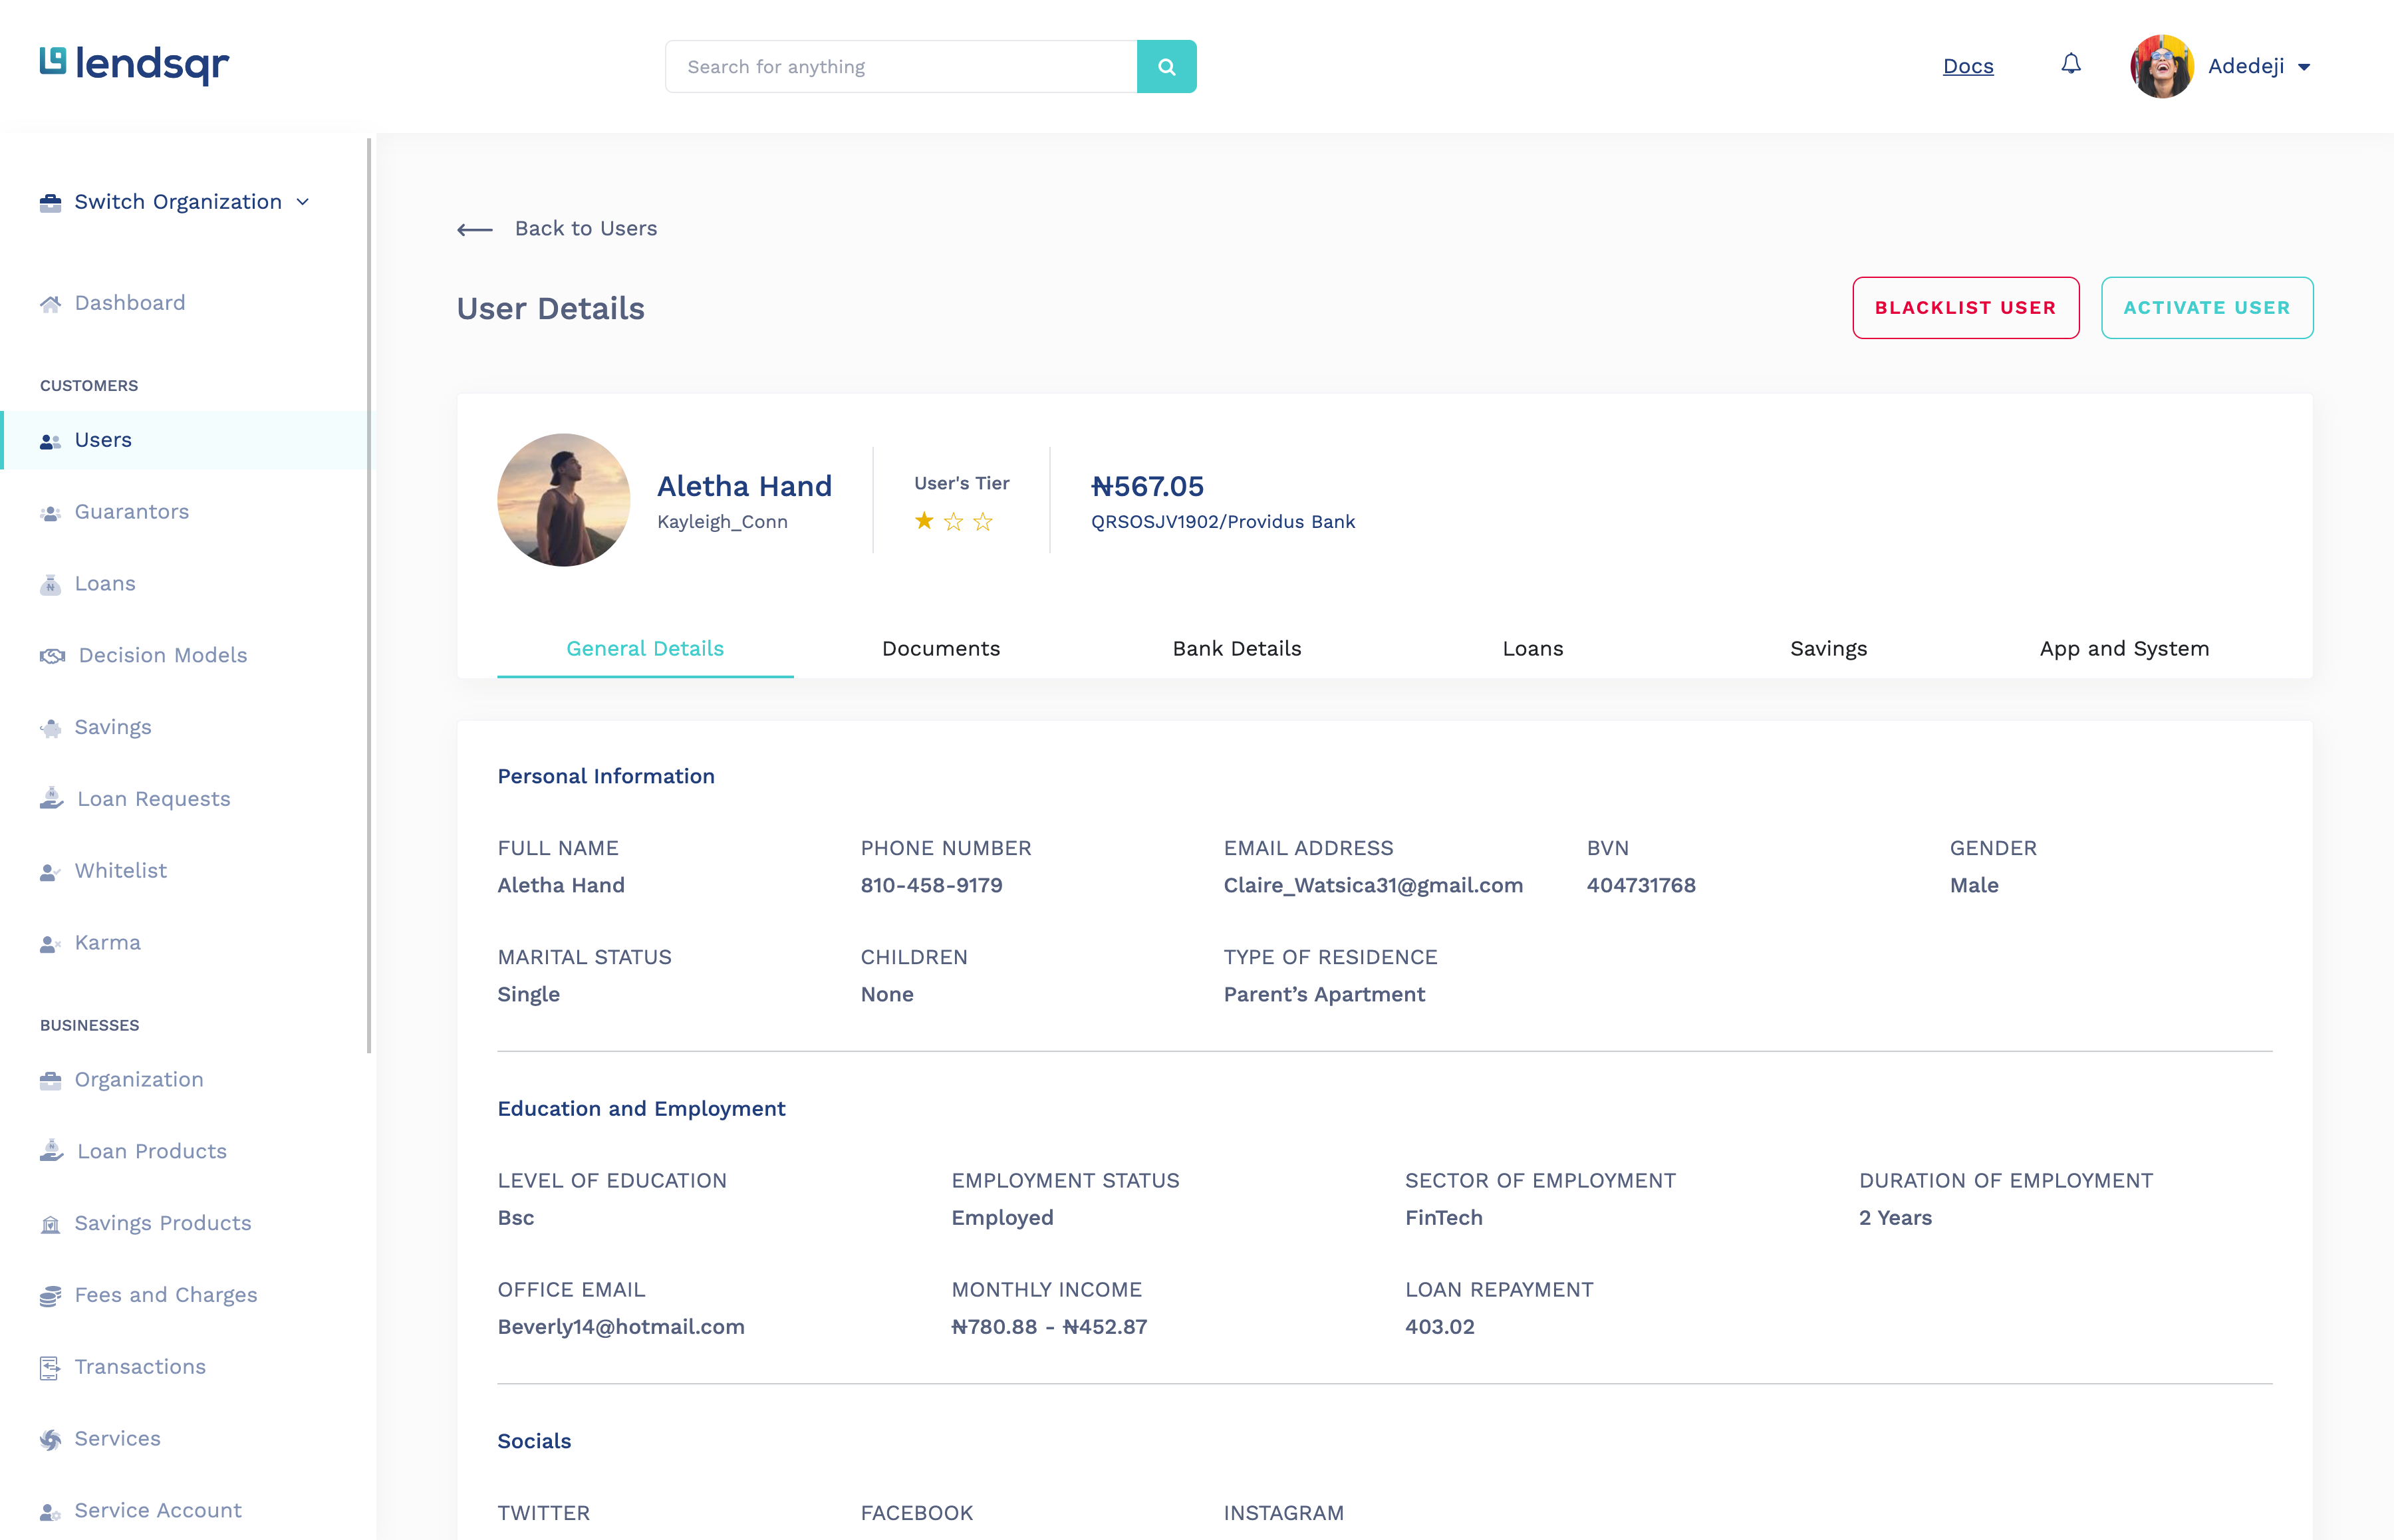 lendsqr
Search for anything
Docs
Adedeji
Switch Organization
Dashboard
CUSTOMERS
Users
Guarantors
Loans
Decision Models
Savings
Loan Requests
Whitelist
Karma
BUSINESSES
Organization
Loan Products
Savings Products
Fees and Charges
Transactions
Services
Service Account
Back to Users
User Details
BLACKLIST USER
ACTIVATE USER
Aletha Hand
Kayleigh_Conn
User's Tier
₦567.05
QRSOSJV1902/Providus Bank
General Details
Documents
Bank Details
Loans
Savings
App and System
Personal Information
FULL NAME
Aletha Hand
PHONE NUMBER
810-458-9179
EMAIL ADDRESS
Claire_Watsica31@gmail.com
BVN
404731768
GENDER
Male
MARITAL STATUS
Single
CHILDREN
None
TYPE OF RESIDENCE
Parent’s Apartment
Education and Employment
LEVEL OF EDUCATION
Bsc
EMPLOYMENT STATUS
Employed
SECTOR OF EMPLOYMENT
FinTech
DURATION OF EMPLOYMENT
2 Years
OFFICE EMAIL
Beverly14@hotmail.com
MONTHLY INCOME
₦780.88 - ₦452.87
LOAN REPAYMENT
403.02
Socials
TWITTER
FACEBOOK
INSTAGRAM